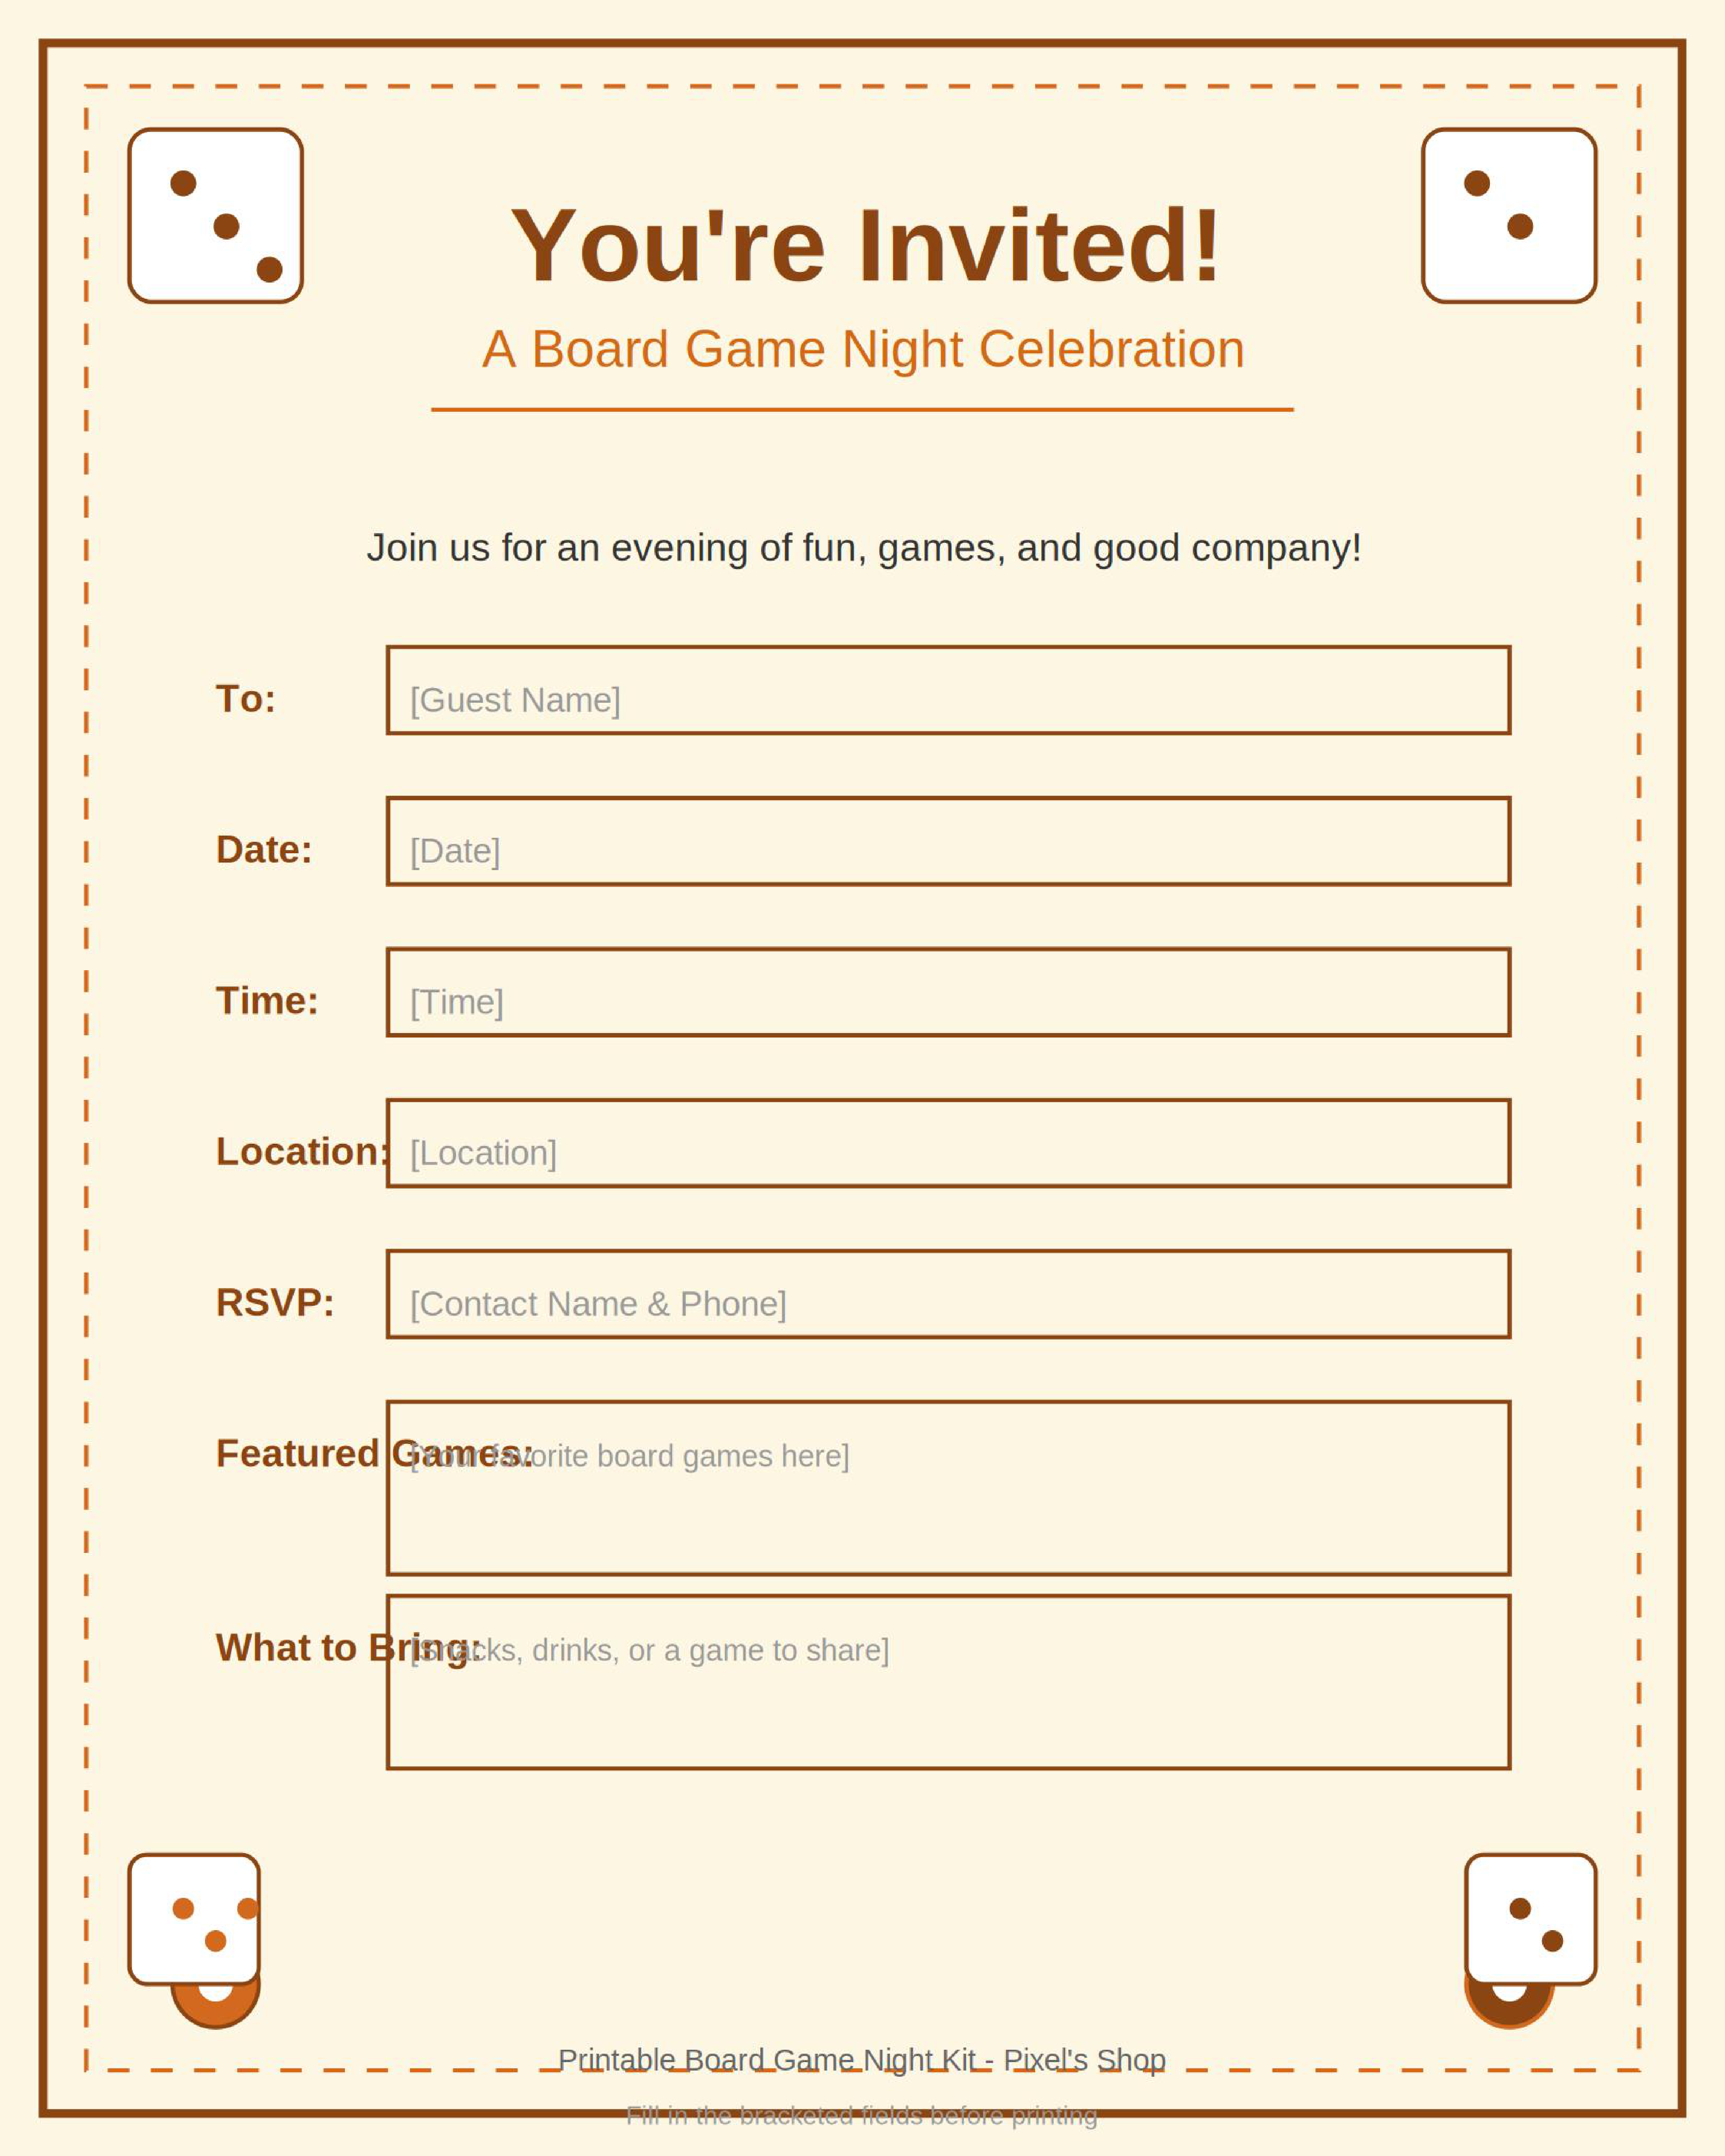 You're Invited!
A Board Game Night Celebration
Join us for an evening of fun, games, and good company!
To: [Guest Name]
Date: [Date]
Time: [Time]
Location: [Location]
RSVP: [Contact Name & Phone]
Featured Games: [Your favorite board games here]
What to Bring: [Snacks, drinks, or a game to share]
Printable Board Game Night Kit - Pixel's Shop
Fill in the bracketed fields before printing